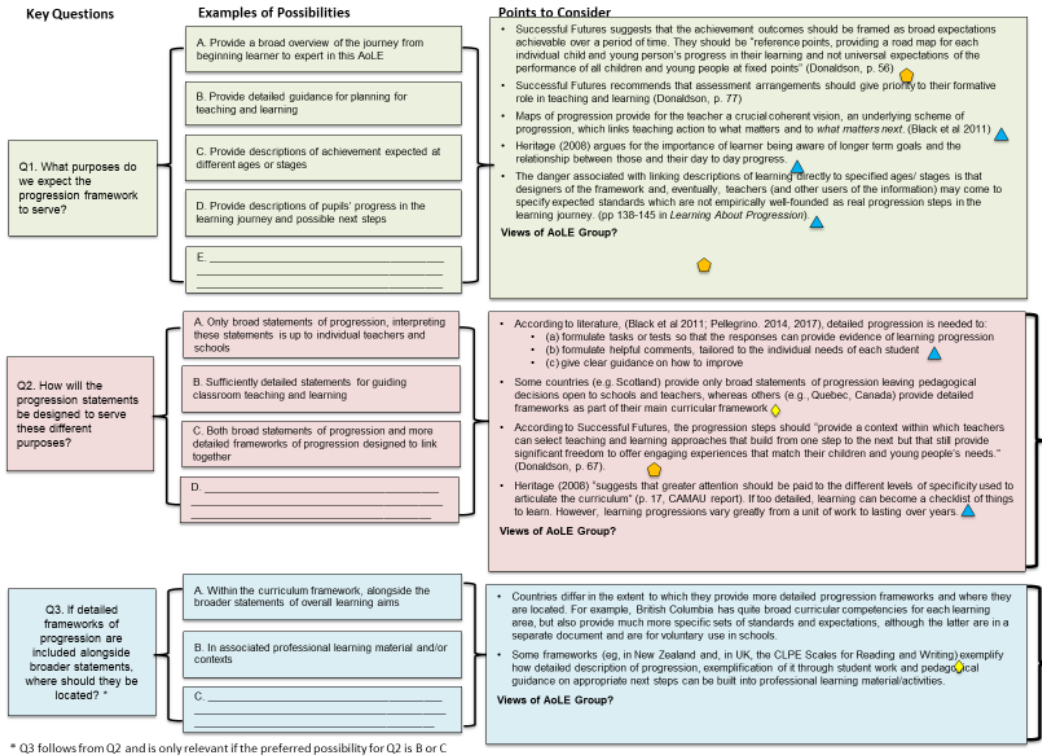 Key Questions
Examples of Possibilities
Points to Consider
Q1. What purposes do
we expect the
progression framework
to serve?
A. Provide a broad overview of the journey from
beginning learner to expert in this AoLE
B. Provide detailed guidance for planning for
teaching and learning
C. Provide descriptions of achievement expected at
different ages or stages
D. Provide descriptions of pupils' progress in the
learning journey and possible next steps
E. ____________________
____________________
____________________
• Successful Futures suggests that the achievement outcomes should be framed as broad expectations
achievable over a period of time. They should be "reference points, providing a road map for each
individual child and young person's progress in their learning and not universal expectations of the
performance of all children and young people at fixed points" (Donaldson, p. 56)
• Successful Futures recommends that assessment arrangements should give priority to their formative
role in teaching and learning (Donaldson, p. 77)
• Maps of progression provide for the teacher a crucial coherent vision, an underlying scheme of
progression, which links teaching action to what matters and to what matters next. (Black et al 2011)
• Heritage (2008) argues for the importance of learner being aware of longer term goals and the
relationship between those and their day to day progress.
• The danger associated with linking descriptions of learning directly to specified ages/ stages is that
designers of the framework and, eventually, teachers (and other users of the information) may come to
specify expected standards which are not empirically well-founded as real progression steps in the
learning journey. (pp 138-145 in Learning About Progression).
Views of AoLE Group?
Q2. How will the
progression statements
be designed to serve
these different
purposes?
A. Only broad statements of progression, interpreting
these statements is up to individual teachers and
schools
B. Sufficiently detailed statements for guiding
classroom teaching and learning
C. Both broad statements of progression and more
detailed frameworks of progression designed to link
together
D. ____________________
____________________
____________________
• According to literature, (Black et al 2011; Pellegrino. 2014, 2017), detailed progression is needed to:
• (a) formulate tasks or tests so that the responses can provide evidence of learning progression
• (b) formulate helpful comments, tailored to the individual needs of each student
• (c) give clear guidance on how to improve
• Some countries (e.g. Scotland) provide only broad statements of progression leaving pedagogical
decisions open to schools and teachers, whereas others (e.g., Quebec, Canada) provide detailed
frameworks as part of their main curricular framework
• According to Successful Futures, the progression steps should "provide a context within which teachers
can select teaching and learning approaches that build from one step to the next but that still provide
significant freedom to offer engaging experiences that match their children and young people's needs."
(Donaldson, p. 67).
• Heritage (2008) "suggests that greater attention should be paid to the different levels of specificity used to
articulate the curriculum" (p. 17, CAMAU report). If too detailed, learning can become a checklist of things
to learn. However, learning progressions vary greatly from a unit of work to lasting over years.
Views of AoLE Group?
Q3. If detailed
frameworks of
progression are
included alongside
broader statements,
where should they be
located? *
A. Within the curriculum framework, alongside the
broader statements of overall learning aims
B. In associated professional learning material and/or
contexts
C. ____________________
____________________
____________________
• Countries differ in the extent to which they provide more detailed progression frameworks and where they
are located. For example, British Columbia has quite broad curricular competencies for each learning
area, but also provide much more specific sets of standards and expectations, although the latter are in a
separate document and are for voluntary use in schools.
• Some frameworks (eg, in New Zealand and, in UK, the CLPE Scales for Reading and Writing) exemplify
how detailed description of progression, exemplification of it through student work and pedagogical
guidance on appropriate next steps can be built into professional learning material/activities.
Views of AoLE Group?
* Q3 follows from Q2 and is only relevant if the preferred possibility for Q2 is B or C